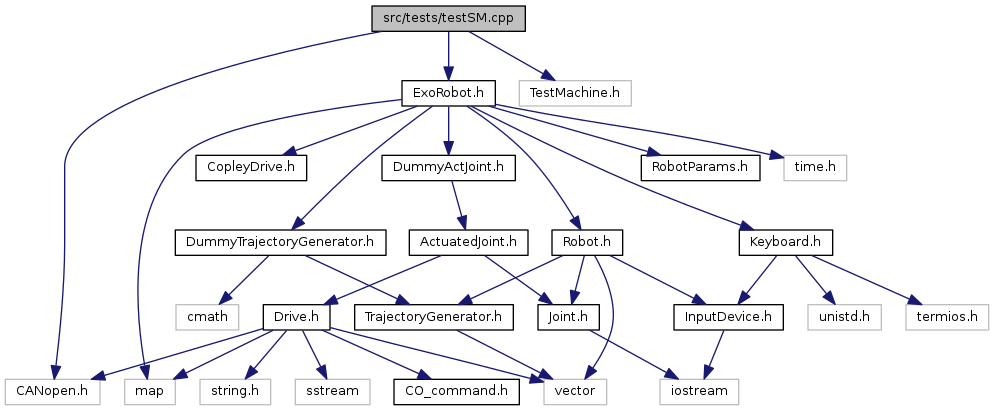 src/tests/testSM.cpp
ExoRobot.h
TestMachine.h
CopleyDrive.h
DummyActJoint.h
RobotParams.h
time.h
DummyTrajectoryGenerator.h
ActuatedJoint.h
Robot.h
Keyboard.h
cmath
Drive.h
TrajectoryGenerator.h
Joint.h
InputDevice.h
unistd.h
termios.h
CANopen.h
map
string.h
sstream
CO_command.h
vector
iostream